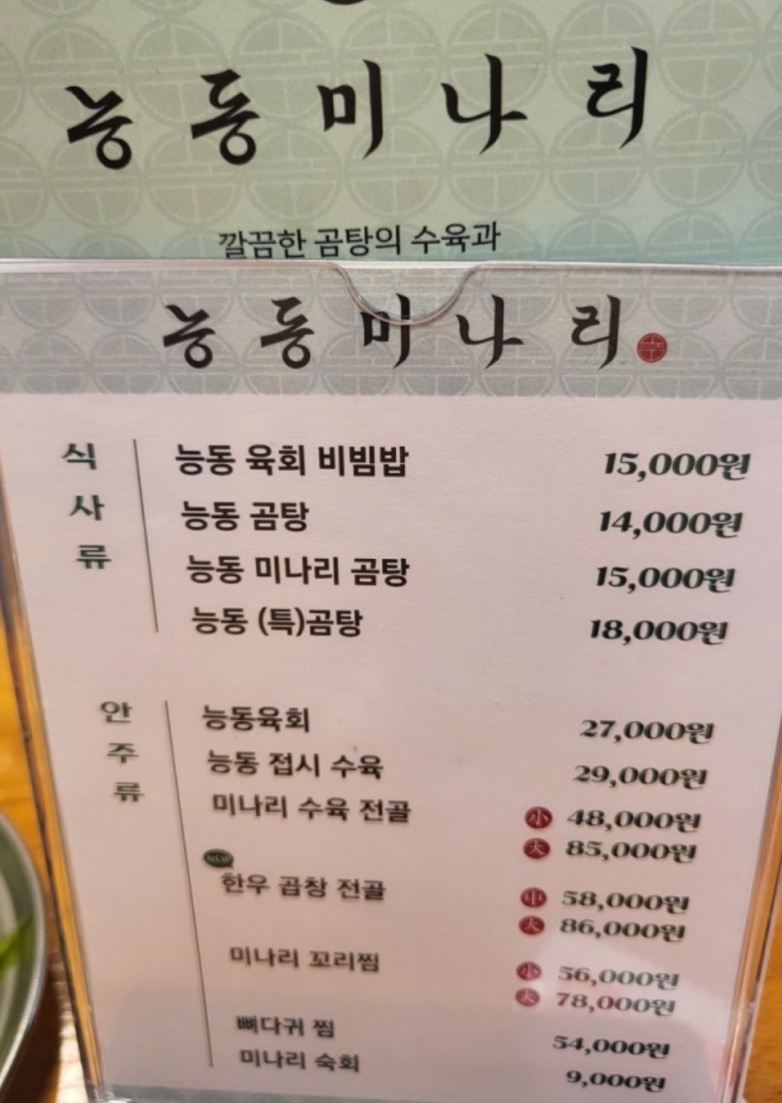 능동미나리
깔끔한 곰탕의 수육과
능동미나리
식사류
능동 육회 비빔밥 15,000원
능동 곰탕 14,000원
능동 미나리 곰탕 15,000원
능동 (특)곰탕 18,000원
안주류
능동육회 27,000원
능동 접시 수육 29,000원
미나리 수육 전골 小 48,000원
大 85,000원
NEW
한우 곱창 전골 中 58,000원
大 86,000원
미나리 꼬리찜 小 56,000원
大 78,000원
뼈다귀 찜 54,000원
미나리 숙회 9,000원